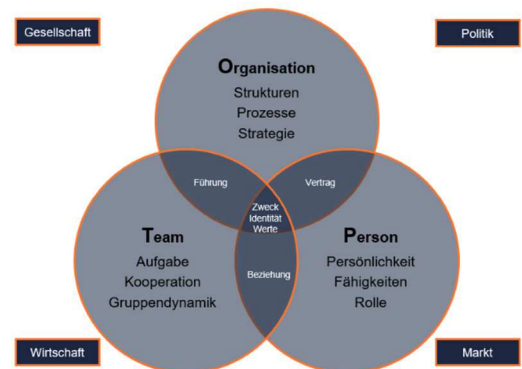 Gesellschaft
Politik
Organisation
Strukturen
Prozesse
Strategie
Führung
Vertrag
Zweck
Identität
Werte
Team
Aufgabe
Kooperation
Gruppendynamik
Beziehung
Person
Persönlichkeit
Fähigkeiten
Rolle
Wirtschaft
Markt